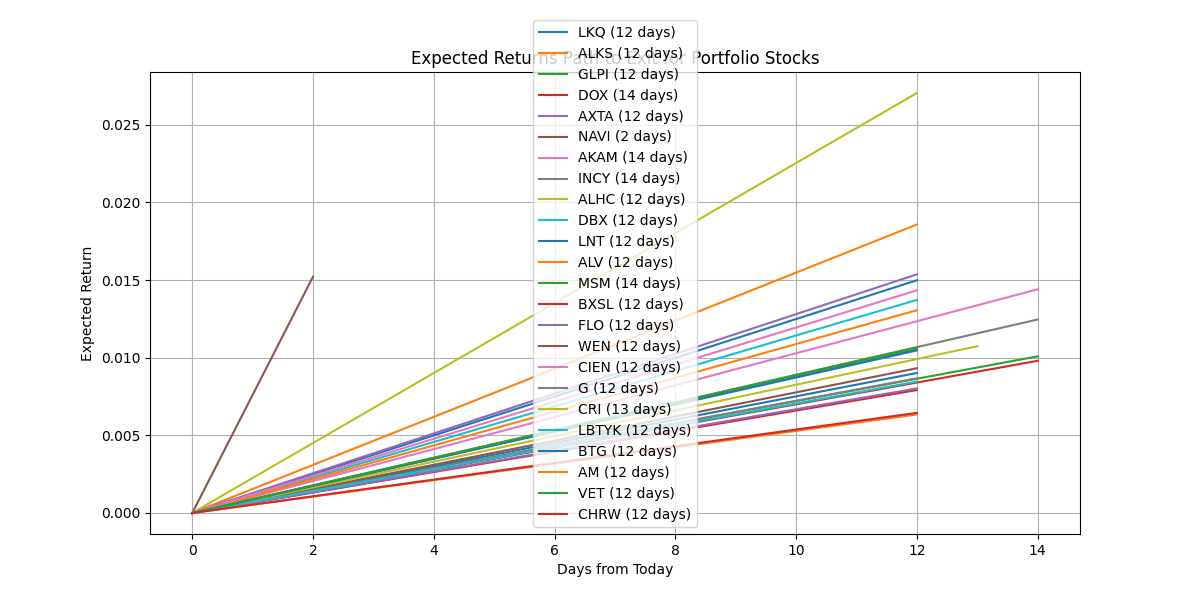 Expected Returns Path to Exit for Portfolio Stocks
LKQ (12 days)
ALKS (12 days)
GLPI (12 days)
DOX (14 days)
AXTA (12 days)
NAVI (2 days)
AKAM (14 days)
INCY (14 days)
ALHC (12 days)
DBX (12 days)
LNT (12 days)
ALV (12 days)
MSM (14 days)
BXSL (12 days)
FLO (12 days)
WEN (12 days)
CIEN (12 days)
G (12 days)
CRI (13 days)
LBTYK (12 days)
BTG (12 days)
AM (12 days)
VET (12 days)
CHRW (12 days)
Expected Return
0.025
0.020
0.015
0.010
0.005
0.000
0
2
4
6
8
10
12
14
Days from Today